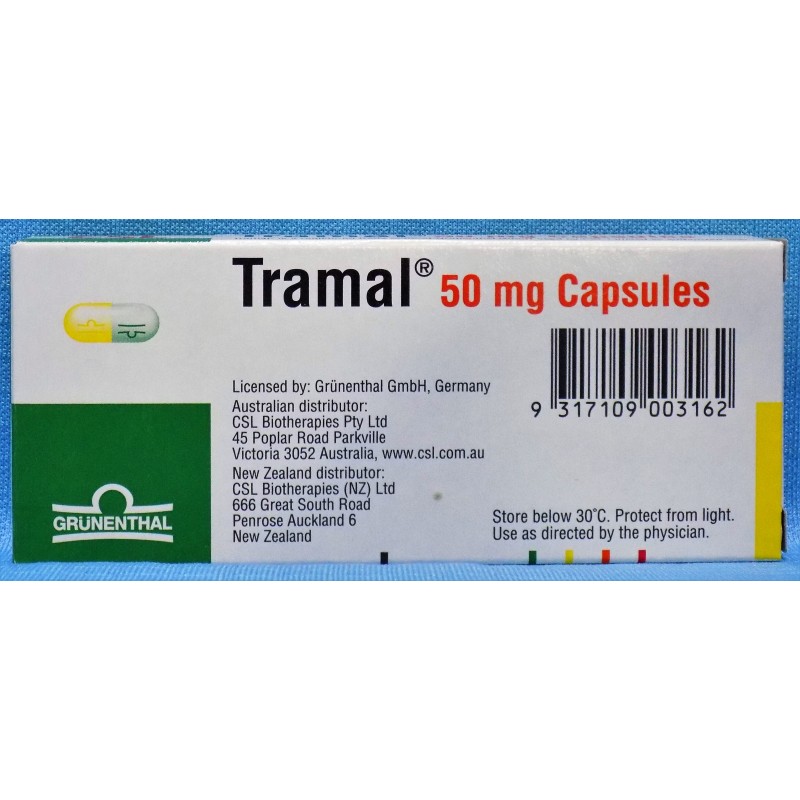 Tramal® 50 mg Capsules
Licensed by: Grünenthal GmbH, Germany
Australian distributor:
CSL Biotherapies Pty Ltd
45 Poplar Road Parkville
Victoria 3052 Australia, www.csl.com.au
New Zealand distributor:
CSL Biotherapies (NZ) Ltd
666 Great South Road
Penrose Auckland 6
New Zealand
9 317109 003162
Store below 30°C. Protect from light.
Use as directed by the physician.
GRÜNENTHAL